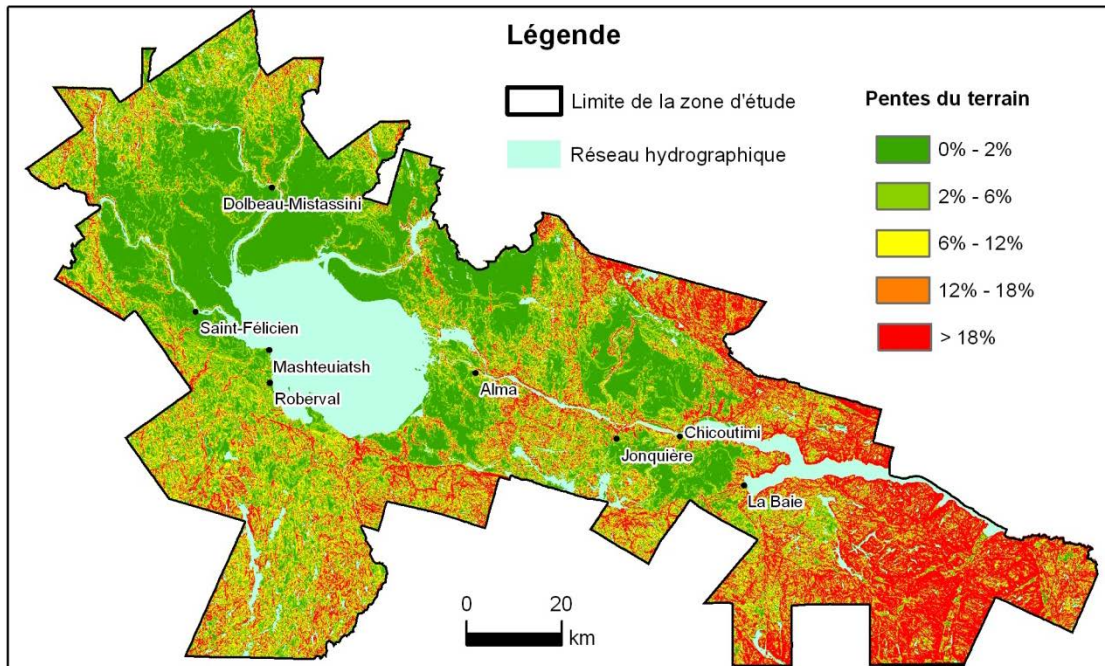 Légende
Limite de la zone d'étude
Réseau hydrographique
Pentes du terrain
0% - 2%
2% - 6%
6% - 12%
12% - 18%
> 18%
Dolbeau-Mistassini
Saint-Félicien
Mashteuiatsh
Roberval
Alma
Chicoutimi
Jonquière
La Baie
0 20
km